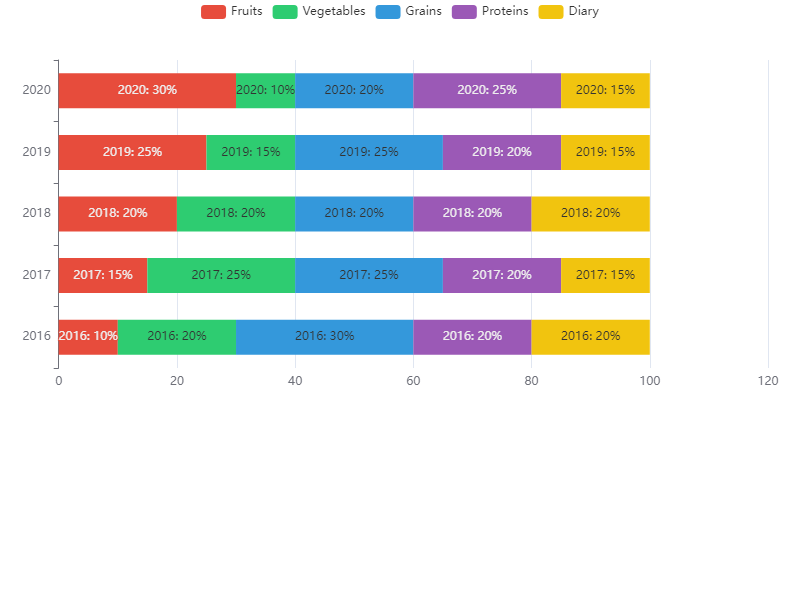 Fruits Vegetables Grains Proteins Diary
2020 2020: 30% 2020: 10% 2020: 20% 2020: 25% 2020: 15%
2019 2019: 25% 2019: 15% 2019: 25% 2019: 20% 2019: 15%
2018 2018: 20% 2018: 20% 2018: 20% 2018: 20% 2018: 20%
2017 2017: 15% 2017: 25% 2017: 25% 2017: 20% 2017: 15%
2016 2016: 10% 2016: 20% 2016: 30% 2016: 20% 2016: 20%
0 20 40 60 80 100 120